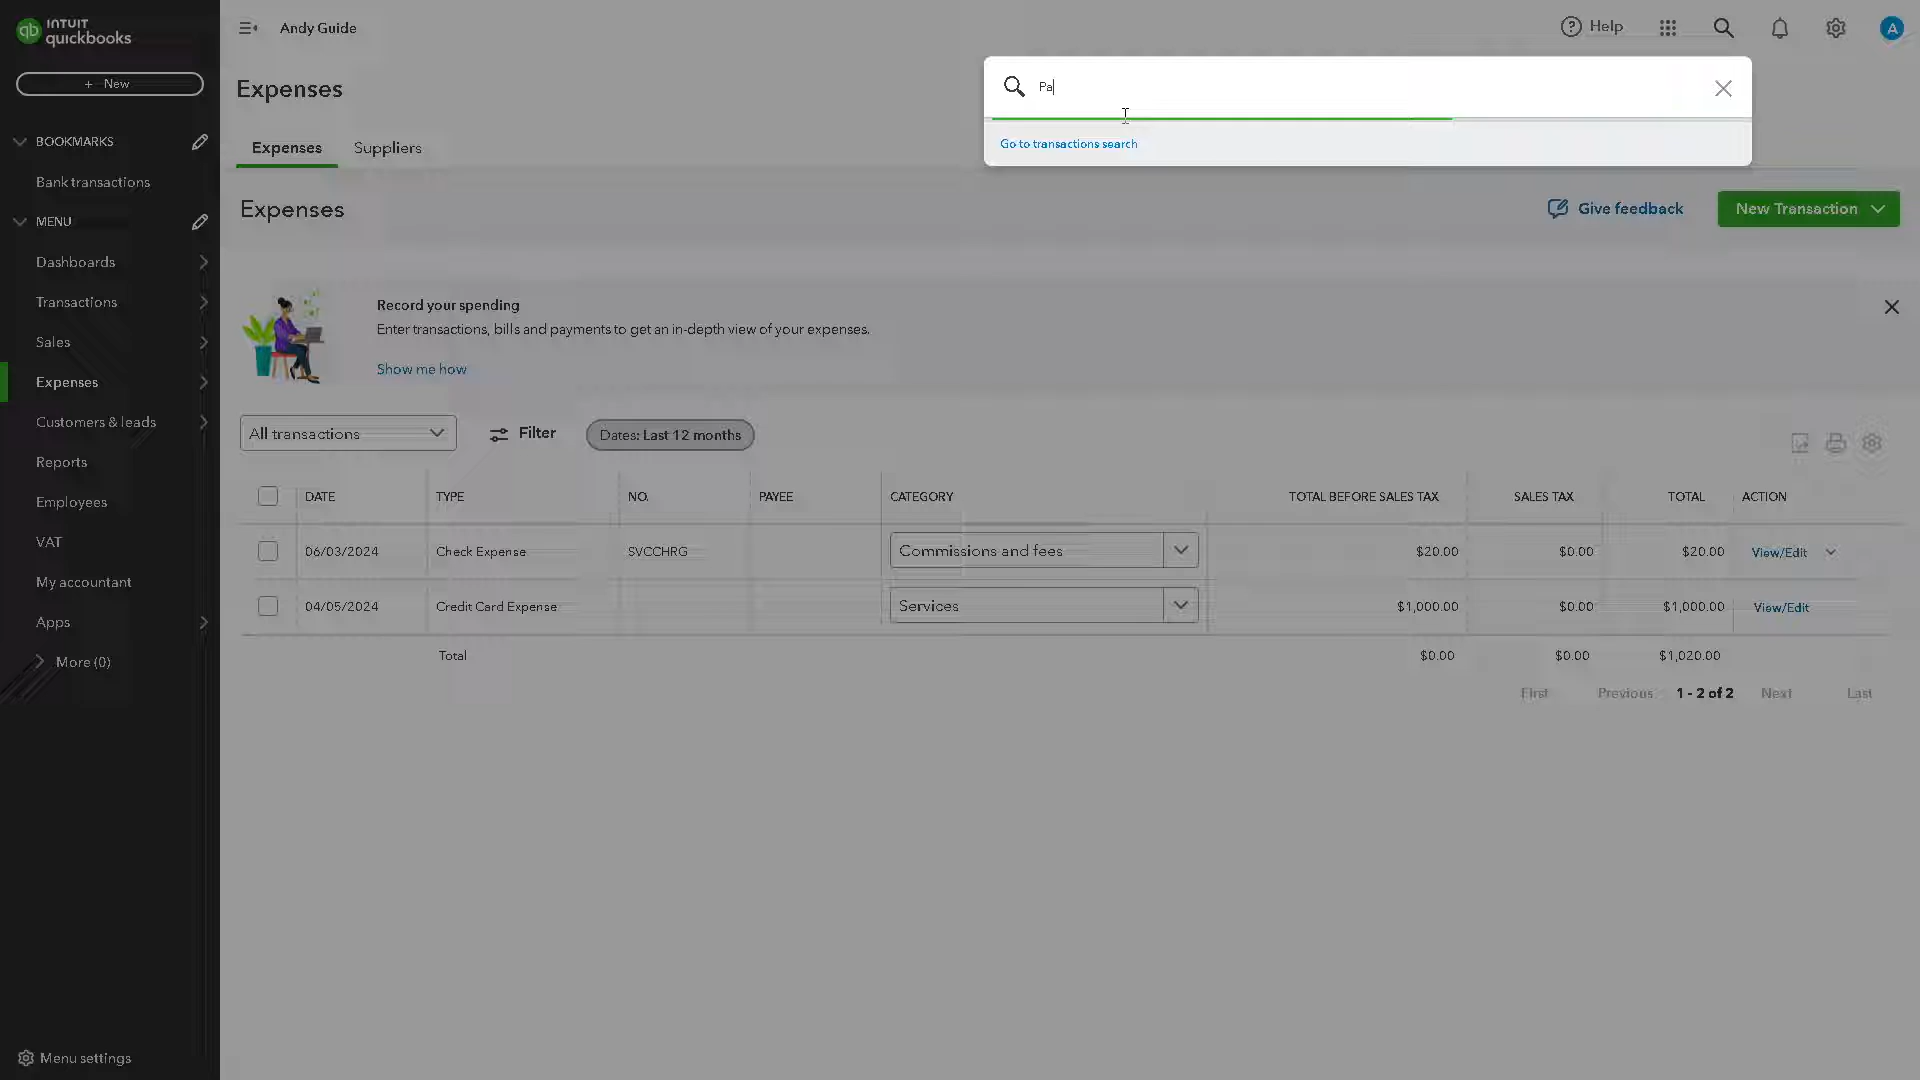 INTUIT
quickbooks
+ New
BOOKMARKS
Bank transactions
MENU
Dashboards
Transactions
Sales
Expenses
Customers & leads
Reports
Employees
VAT
My accountant
Apps
More (0)
Menu settings
Andy Guide
Help
A
Expenses
Pa
Go to transactions search
Expenses Suppliers
Expenses
Give feedback
New Transaction
Record your spending
Enter transactions, bills and payments to get an in-depth view of your expenses.
Show me how
All transactions Filter Dates: Last 12 months
DATE TYPE NO. PAYEE CATEGORY TOTAL BEFORE SALES TAX SALES TAX TOTAL ACTION
06/03/2024 Check Expense SVCCHRG Commissions and fees $20.00 $0.00 $20.00 View/Edit
04/05/2024 Credit Card Expense Services $1,000.00 $0.00 $1,000.00 View/Edit
Total $0.00 $0.00 $1,020.00
First Previous 1 - 2 of 2 Next Last